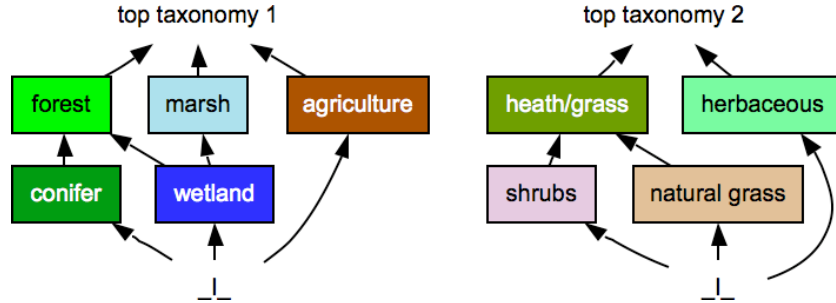 top taxonomy 1 top taxonomy 2
forest marsh agriculture heath/grass herbaceous
conifer wetland shrubs natural grass
_|_ _|_